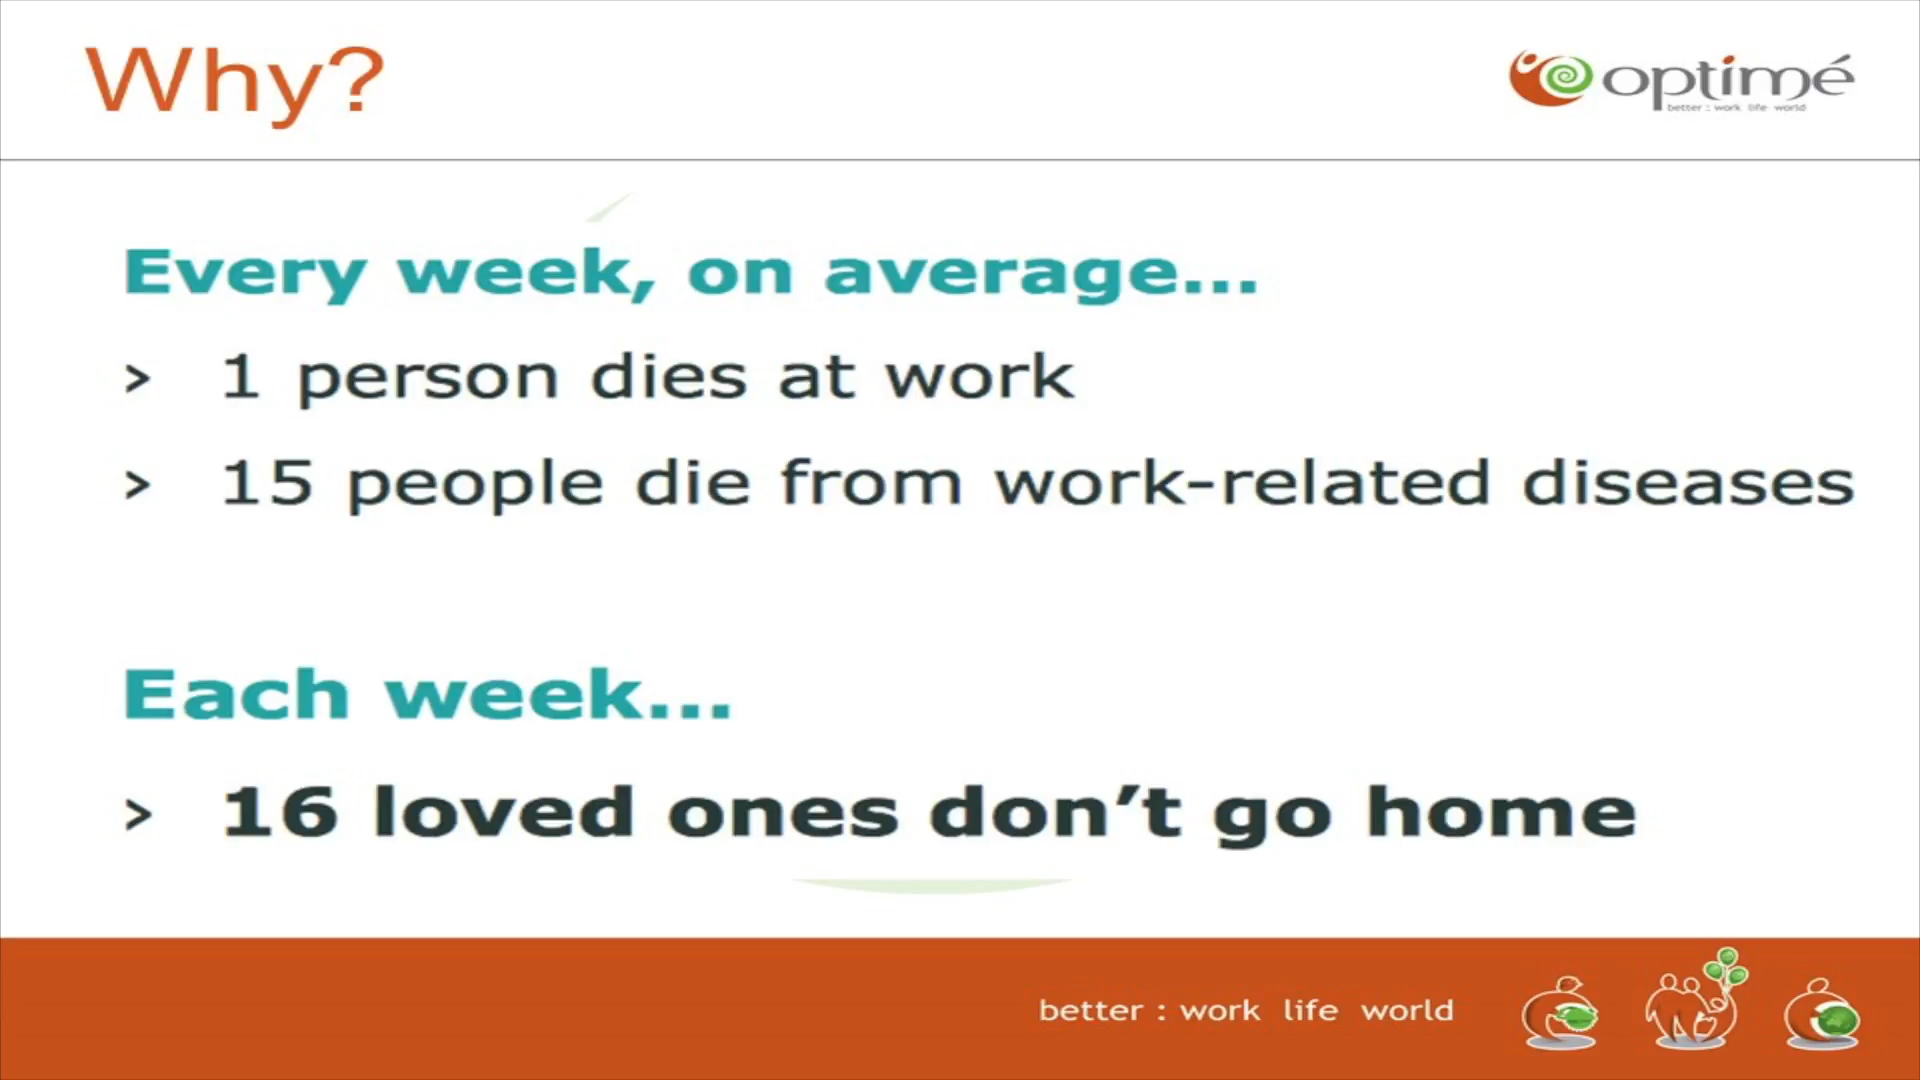 Why?
optimé
better : work life world
Every week, on average...
> 1 person dies at work
> 15 people die from work-related diseases
Each week...
> 16 loved ones don’t go home
better : work life world